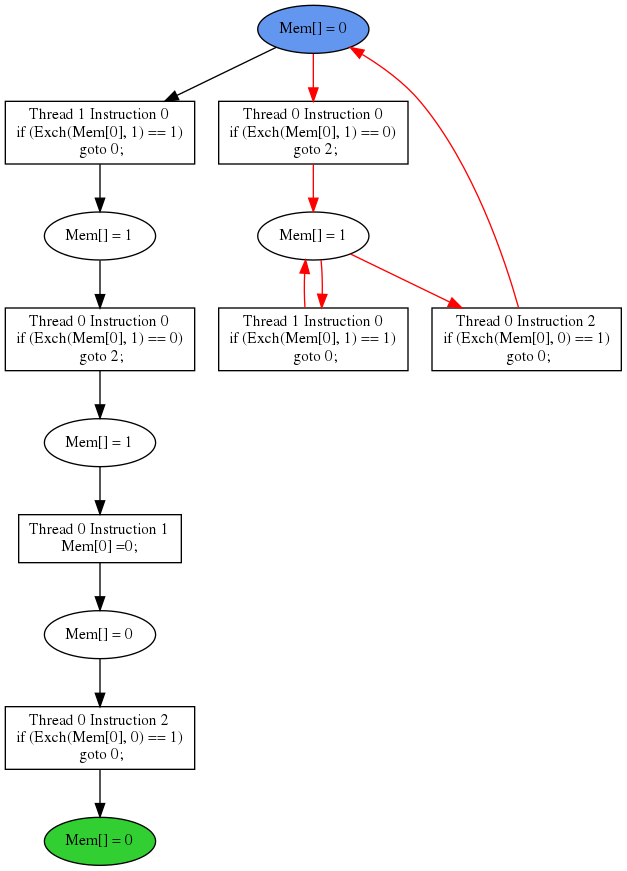 Mem[] = 0
Thread 1 Instruction 0
if (Exch(Mem[0], 1) == 1)
goto 0;
Thread 0 Instruction 0
if (Exch(Mem[0], 1) == 0)
goto 2;
Mem[] = 1
Mem[] = 1
Thread 0 Instruction 0
if (Exch(Mem[0], 1) == 0)
goto 2;
Thread 1 Instruction 0
if (Exch(Mem[0], 1) == 1)
goto 0;
Thread 0 Instruction 2
if (Exch(Mem[0], 0) == 1)
goto 0;
Mem[] = 1
Thread 0 Instruction 1
Mem[0] =0;
Mem[] = 0
Thread 0 Instruction 2
if (Exch(Mem[0], 0) == 1)
goto 0;
Mem[] = 0